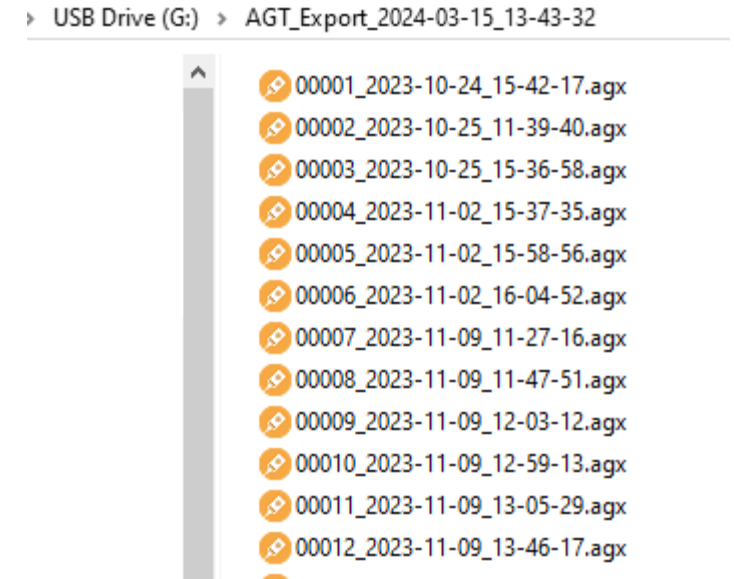 > USB Drive (G:) > AGT_Export_2024-03-15_13-43-32
00001_2023-10-24_15-42-17.agx
00002_2023-10-25_11-39-40.agx
00003_2023-10-25_15-36-58.agx
00004_2023-11-02_15-37-35.agx
00005_2023-11-02_15-58-56.agx
00006_2023-11-02_16-04-52.agx
00007_2023-11-09_11-27-16.agx
00008_2023-11-09_11-47-51.agx
00009_2023-11-09_12-03-12.agx
00010_2023-11-09_12-59-13.agx
00011_2023-11-09_13-05-29.agx
00012_2023-11-09_13-46-17.agx